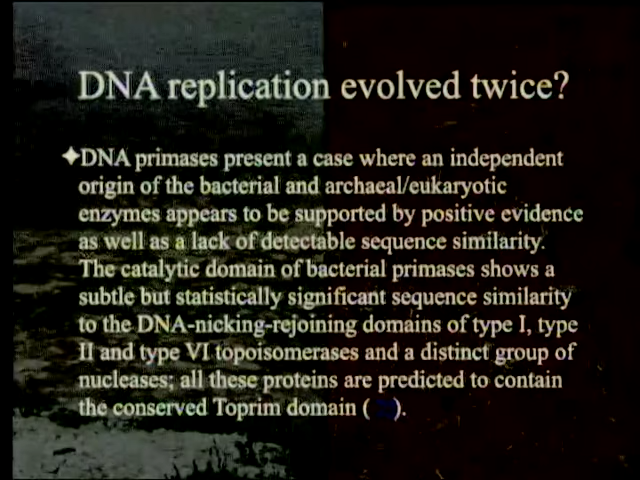 DNA replication evolved twice?
DNA primases present a case where an independent
origin of the bacterial and archaeal/eukaryotic
enzymes appears to be supported by positive evidence
as well as a lack of detectable sequence similarity.
The catalytic domain of bacterial primases shows a
subtle but statistically significant sequence similarity
to the DNA-nicking-rejoining domains of type I, type
II and type VI topoisomerases and a distinct group of
nucleases; all these proteins are predicted to contain
the conserved Toprim domain ( ).